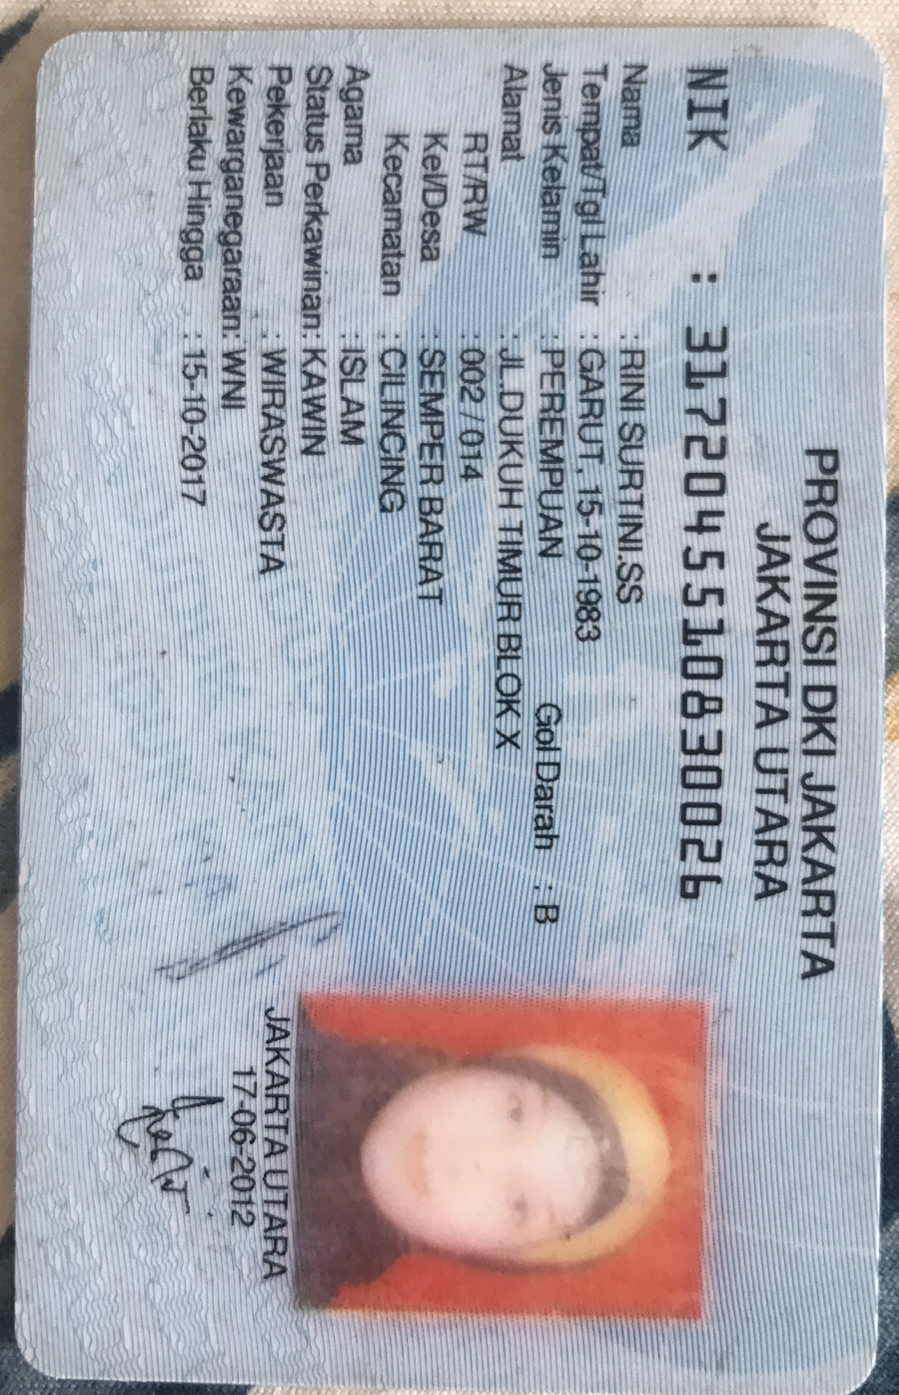 PROVINSI DKI JAKARTA
JAKARTA UTARA
NIK : 3172045510830026
Nama : RINI SURTINI.SS
Tempat/Tgl Lahir : GARUT, 15-10-1983
Jenis Kelamin : PEREMPUAN Gol Darah : B
Alamat : JL.DUKUH TIMUR BLOK X
RT/RW : 002 / 014
Kel/Desa : SEMPER BARAT
Kecamatan : CILINCING
Agama : ISLAM
Status Perkawinan : KAWIN
Pekerjaan : WIRASWASTA
Kewarganegaraan : WNI
Berlaku Hingga : 15-10-2017
JAKARTA UTARA
17-06-2012